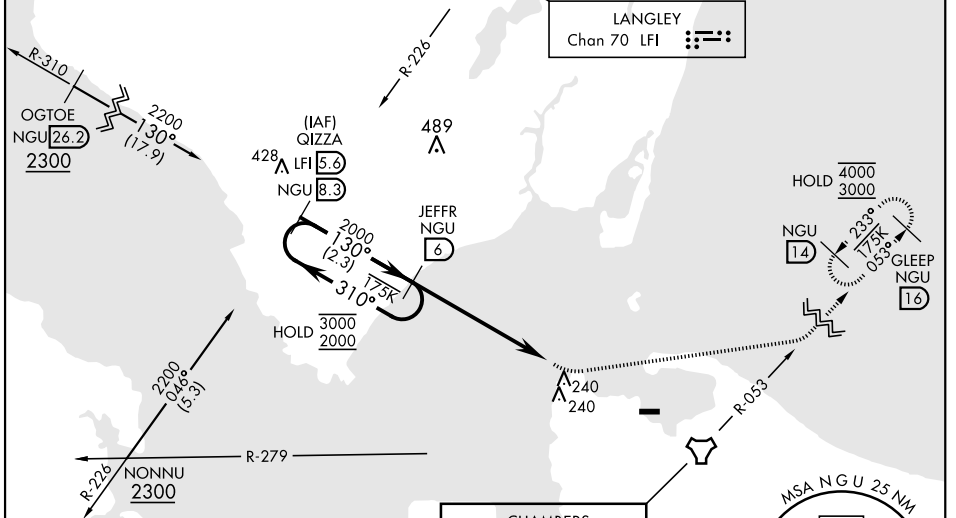 LANGLEY
Chan 70 LFI
R-310
R-226
OGTOE
NGU 26.2
2300
2200
130°
(17.9)
(IAF)
QIZZA
428 LFI 5.6
NGU 8.3
489
JEFFR
NGU
6
2000
130°
(2.3)
310°
175K
HOLD 3000
2000
HOLD 4000
3000
NGU
14
233°
175K
053°
GLEEP
NGU
16
240
240
R-053
2200
046°
(5.3)
R-279
R-226
NONNU
2300
CHAMBERS
MSA NGU 25 NM